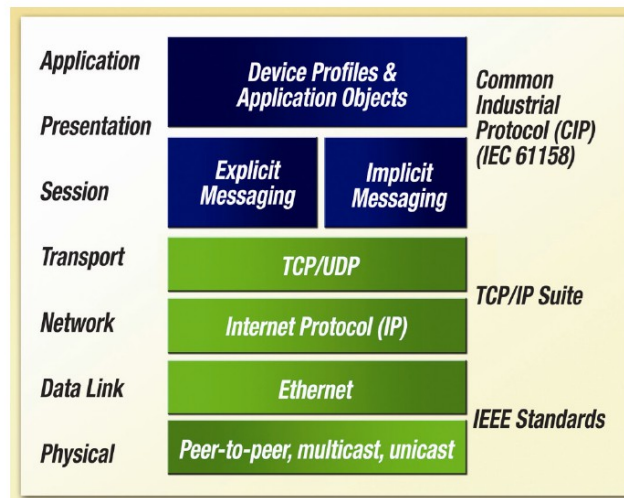 Application
Presentation
Session
Transport
Network
Data Link
Physical
Device Profiles &
Application Objects
Explicit
Messaging
Implicit
Messaging
TCP/UDP
Internet Protocol (IP)
Ethernet
Peer-to-peer, multicast, unicast
Common
Industrial
Protocol (CIP)
(IEC 61158)
TCP/IP Suite
IEEE Standards